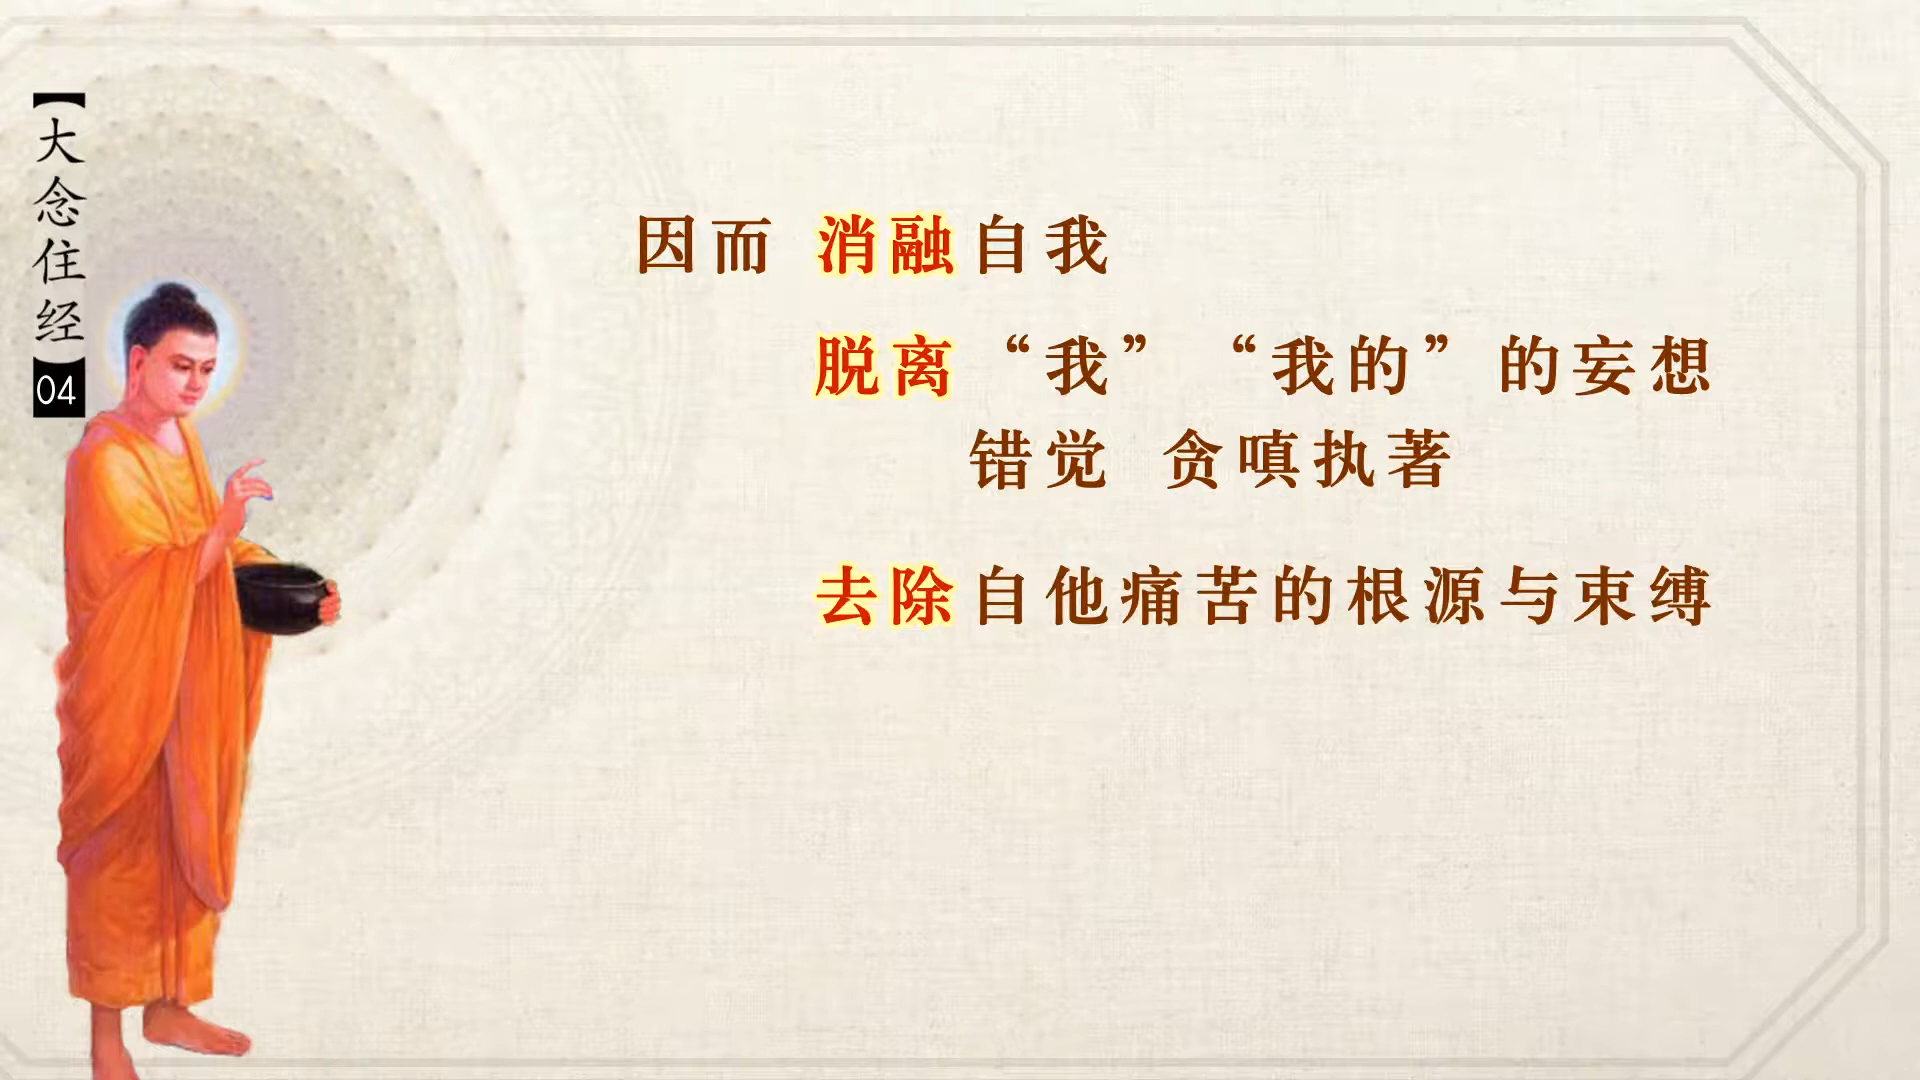 【大念住经】
04
因而 消融自我
脱离“我”“我的”的妄想
错觉 贪嗔执著
去除自他痛苦的根源与束缚